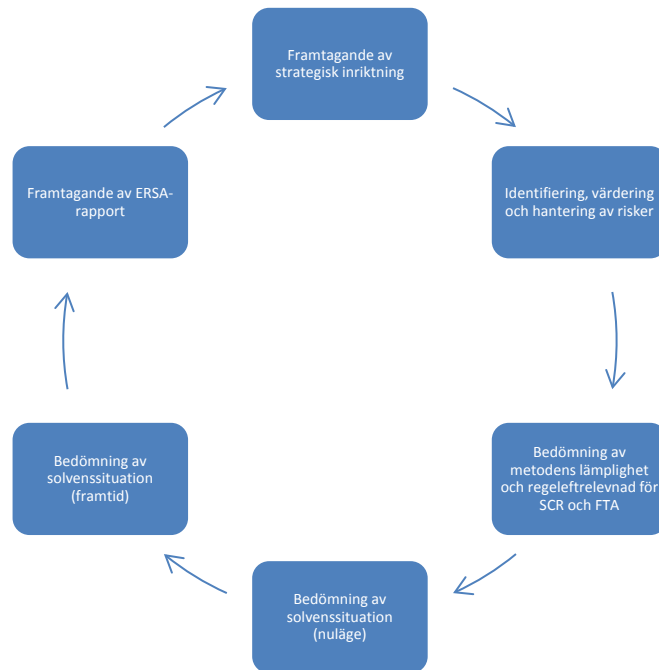 Framtagande av
strategisk inriktning
Identifiering, värdering
och hantering av risker
Bedömning av
metodens lämplighet
och regeleftrelevnad för
SCR och FTA
Bedömning av
solvenssituation
(nuläge)
Bedömning av
solvenssituation
(framtid)
Framtagande av ERSA-
rapport